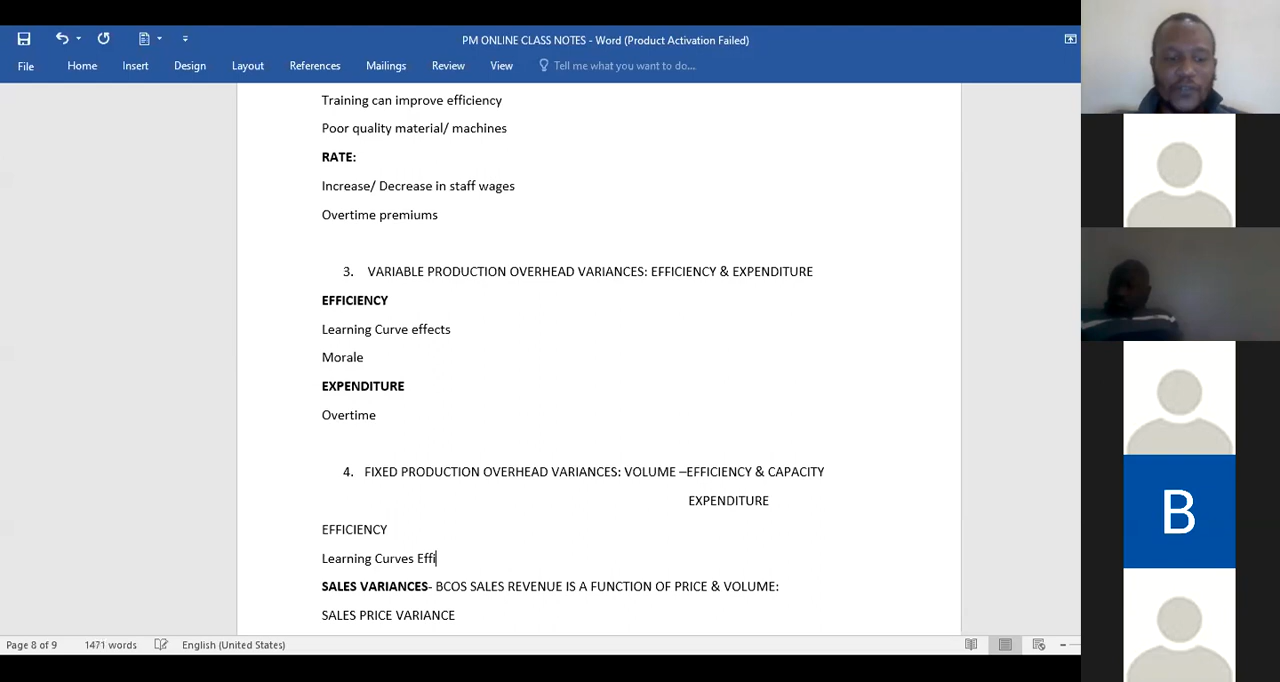 PM ONLINE CLASS NOTES - Word (Product Activation Failed)
File Home Insert Design Layout References Mailings Review View Tell me what you want to do...
Training can improve efficiency
Poor quality material/ machines
RATE:
Increase/ Decrease in staff wages
Overtime premiums
3. VARIABLE PRODUCTION OVERHEAD VARIANCES: EFFICIENCY & EXPENDITURE
EFFICIENCY
Learning Curve effects
Morale
EXPENDITURE
Overtime
4. FIXED PRODUCTION OVERHEAD VARIANCES: VOLUME –EFFICIENCY & CAPACITY
EXPENDITURE
EFFICIENCY
Learning Curves Effi
SALES VARIANCES- BCOS SALES REVENUE IS A FUNCTION OF PRICE & VOLUME:
SALES PRICE VARIANCE
Page 8 of 9 1471 words English (United States)
B